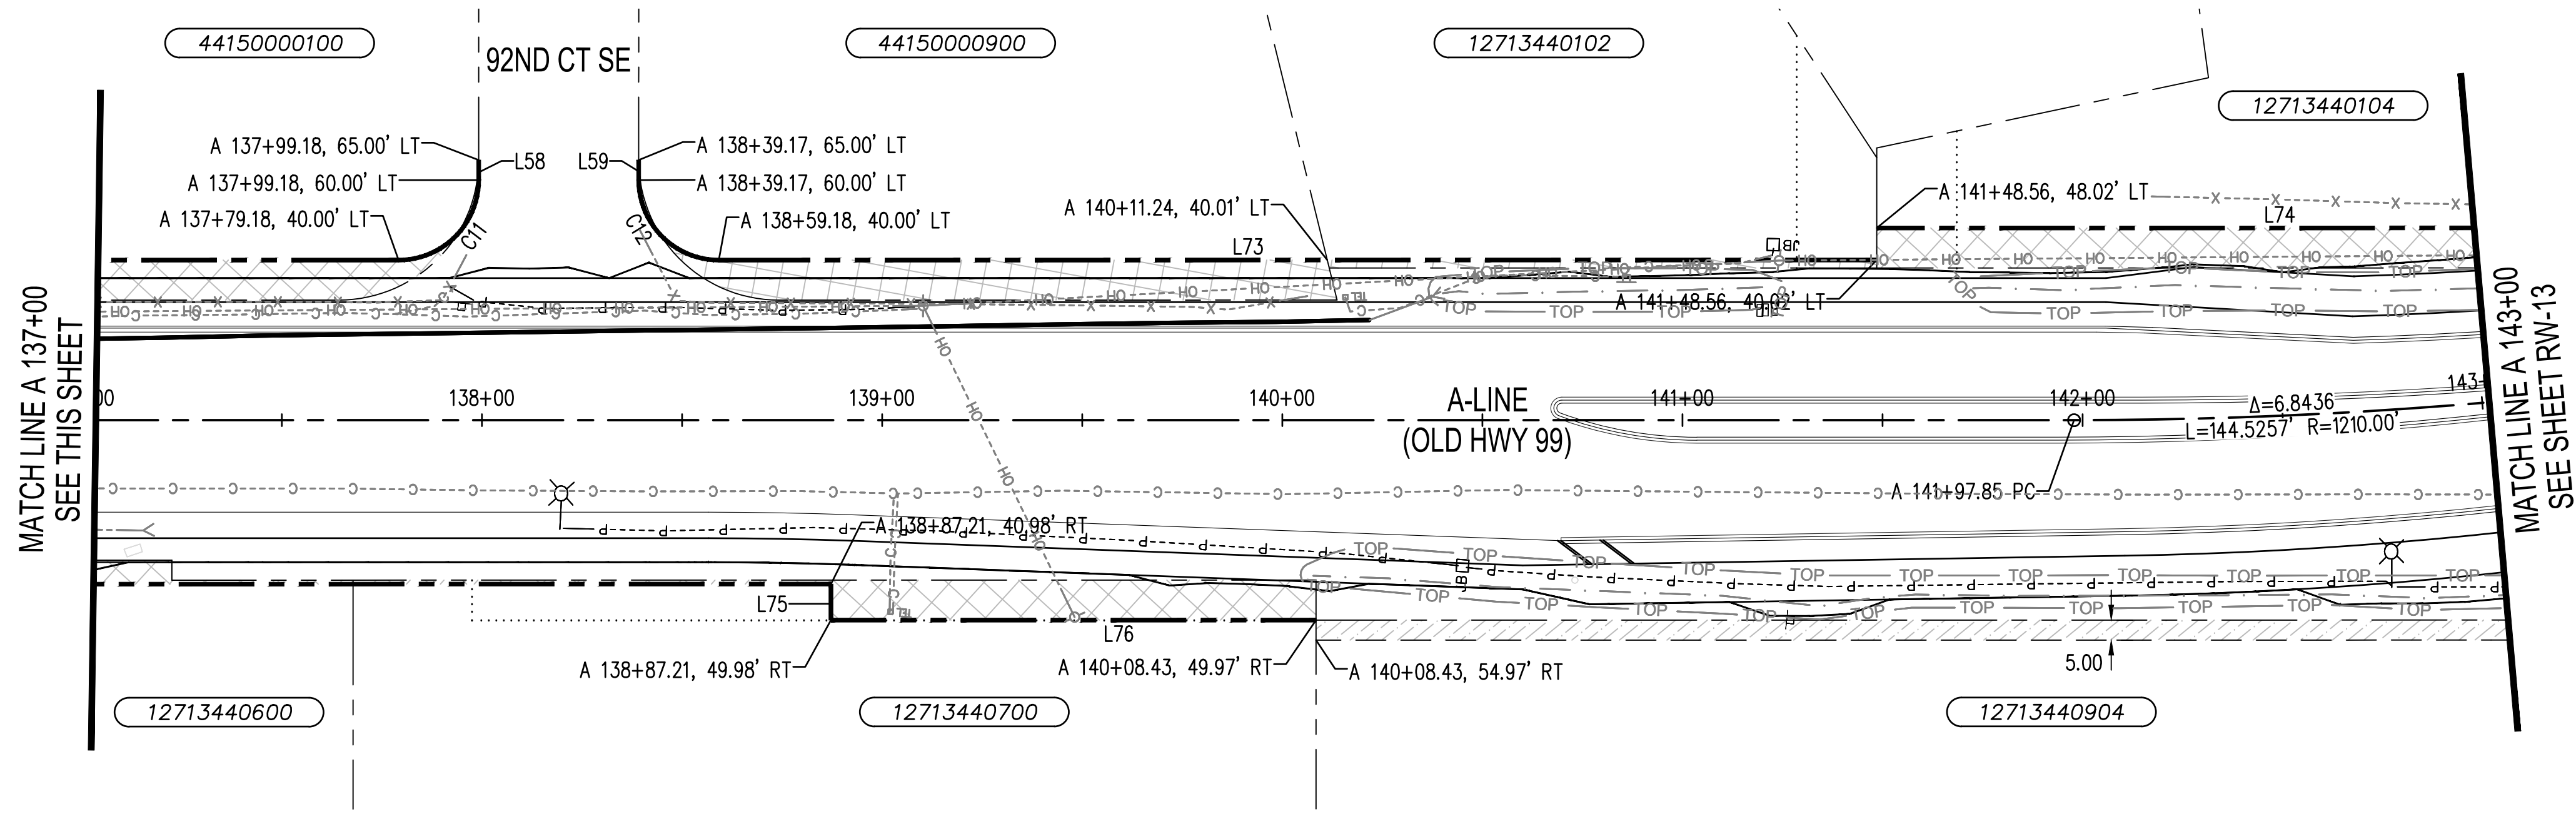 44150000100
92ND CT SE
44150000900
12713440102
12713440104
A 137+99.18, 65.00' LT
L58
L59
A 138+39.17, 65.00' LT
A 137+99.18, 60.00' LT
A 138+39.17, 60.00' LT
A 137+79.18, 40.00' LT
C11
C12
A 138+59.18, 40.00' LT
A 140+11.24, 40.01' LT
L73
A 141+48.56, 48.02' LT
L74
JB
A 141+48.56, 40.02' LT
MATCH LINE A 137+00
SEE THIS SHEET
138+00
139+00
140+00
A-LINE
(OLD HWY 99)
141+00
142+00
Δ=6.8436
L=144.5257' R=1210.00'
MATCH LINE A 143+00
SEE SHEET RW-13
A 141+97.85 PC
A 138+87.21, 40.98' RT
TOP
TOP
TOP
TOP
TOP
JB
L75
L76
A 138+87.21, 49.98' RT
A 140+08.43, 49.97' RT
A 140+08.43, 54.97' RT
5.00
12713440600
12713440700
12713440904